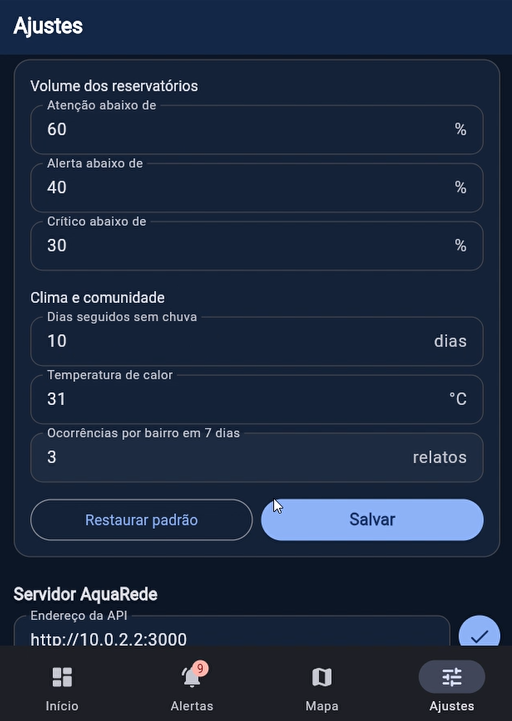 Ajustes
Volume dos reservatórios
Atenção abaixo de
60 %
Alerta abaixo de
40 %
Crítico abaixo de
30 %
Clima e comunidade
Dias seguidos sem chuva
10 dias
Temperatura de calor
31 °C
Ocorrências por bairro em 7 dias
3 relatos
Restaurar padrão Salvar
Servidor AquaRede
Endereço da API
http://10.0.2.2:3000
9
Início Alertas Mapa Ajustes